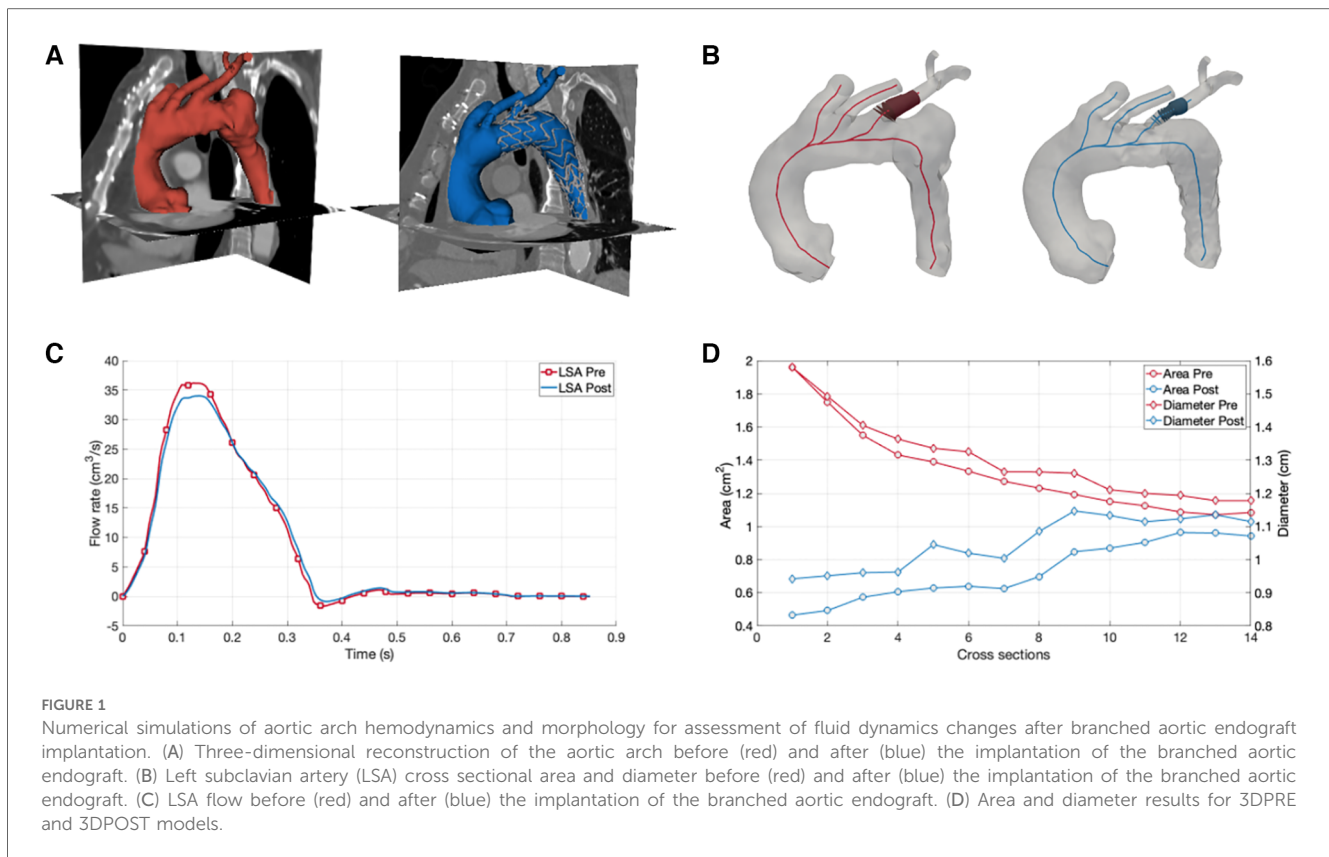 A
B
C
40
35
30
25
20
15
10
5
0
-5
Flow rate (cm³/s)
LSA Pre
LSA Post
0 0.1 0.2 0.3 0.4 0.5 0.6 0.7 0.8 0.9
Time (s)
D
2
1.8
1.6
1.4
1.2
1
0.8
0.6
0.4
Area (cm²)
Area Pre
Area Post
Diameter Pre
Diameter Post
1.6
1.5
1.4
1.3
1.2
1.1
1
0.9
0.8
Diameter (cm)
0 2 4 6 8 10 12 14
Cross sections
FIGURE 1
Numerical simulations of aortic arch hemodynamics and morphology for assessment of fluid dynamics changes after branched aortic endograft
implantation. (A) Three-dimensional reconstruction of the aortic arch before (red) and after (blue) the implantation of the branched aortic
endograft. (B) Left subclavian artery (LSA) cross sectional area and diameter before (red) and after (blue) the implantation of the branched aortic
endograft. (C) LSA flow before (red) and after (blue) the implantation of the branched aortic endograft. (D) Area and diameter results for 3DPRE
and 3DPOST models.